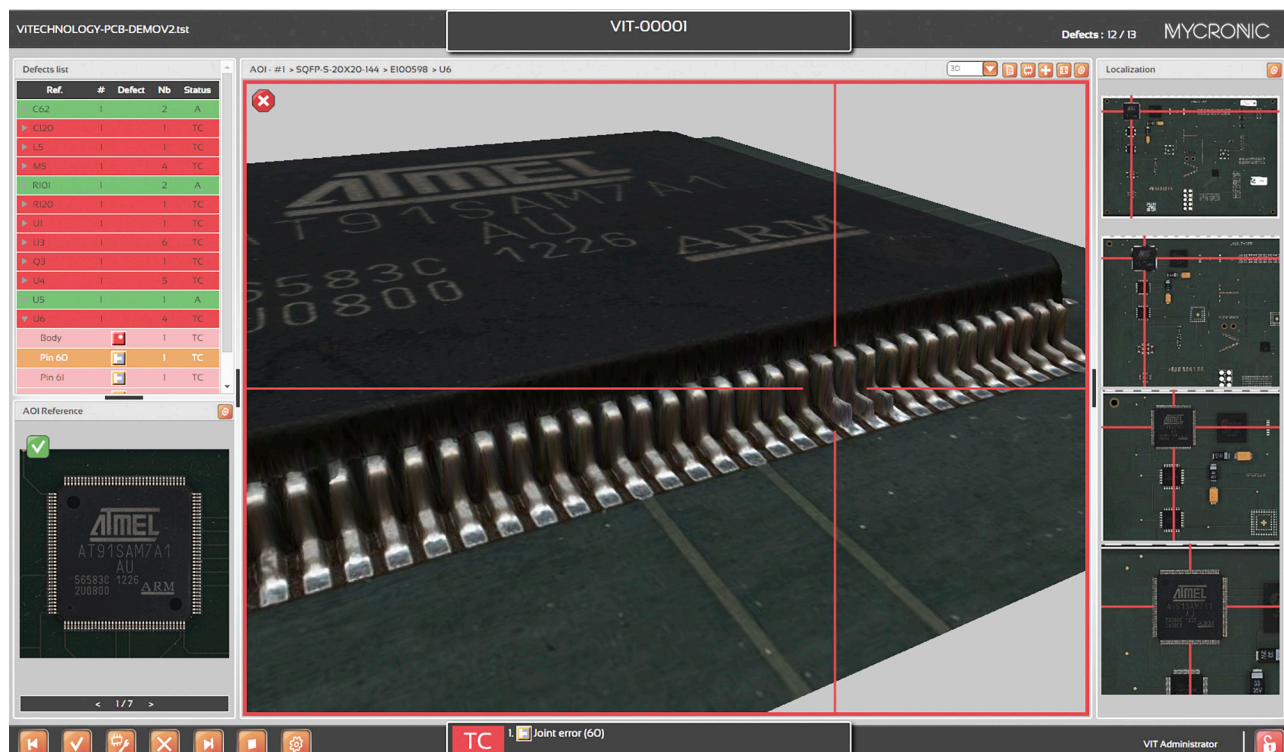 ViTECHNOLOGY-PCB-DEMOV2.tst
VIT-00001
Defects : 12 / 13
MYCRONIC
Defects list
Ref. # Defect Nb Status
C62 1 2 A
C120 1 1 TC
L5 1 1 TC
M5 1 4 TC
R101 1 2 A
R120 1 1 TC
U1 1 1 TC
U3 1 6 TC
Q3 1 1 TC
U4 1 5 TC
U5 1 1 A
U6 1 4 TC
Body 1 TC
Pin 60 1 TC
Pin 61 1 TC
AOI Reference
ATMEL
AT91SAM7A1
AU
56583C 1226
2U0800
ARM
< 1/7 >
AOI - #1 > SQFP-S-20X20-144 > E100598 > U6
3D
ATMEL
AT91SAM7A1
AU
6583C 1226
U0800
ARM
Localization
ATMEL
TC
1. Joint error (60)
VIT Administrator